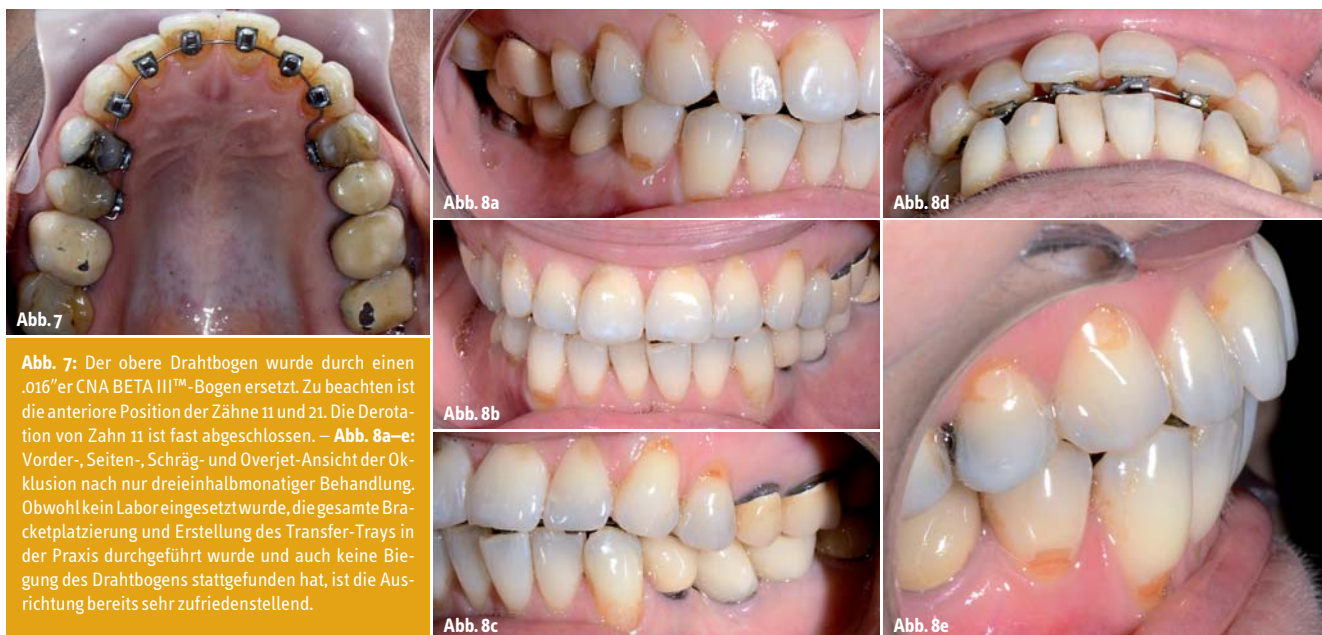 Abb. 7
Abb. 8a
Abb. 8b
Abb. 8c
Abb. 8d
Abb. 8e
Abb. 7: Der obere Drahtbogen wurde durch einen
.016″er CNA BETA III™-Bogen ersetzt. Zu beachten ist
die anteriore Position der Zähne 11 und 21. Die Derota-
tion von Zahn 11 ist fast abgeschlossen. – Abb. 8a–e:
Vorder-, Seiten-, Schräg- und Overjet-Ansicht der Ok-
klusion nach nur dreieinhalbmonatiger Behandlung.
Obwohl kein Labor eingesetzt wurde, die gesamte Bra-
cketplatzierung und Erstellung des Transfer-Trays in
der Praxis durchgeführt wurde und auch keine Bie-
gung des Drahtbogens stattgefunden hat, ist die Aus-
richtung bereits sehr zufriedenstellend.